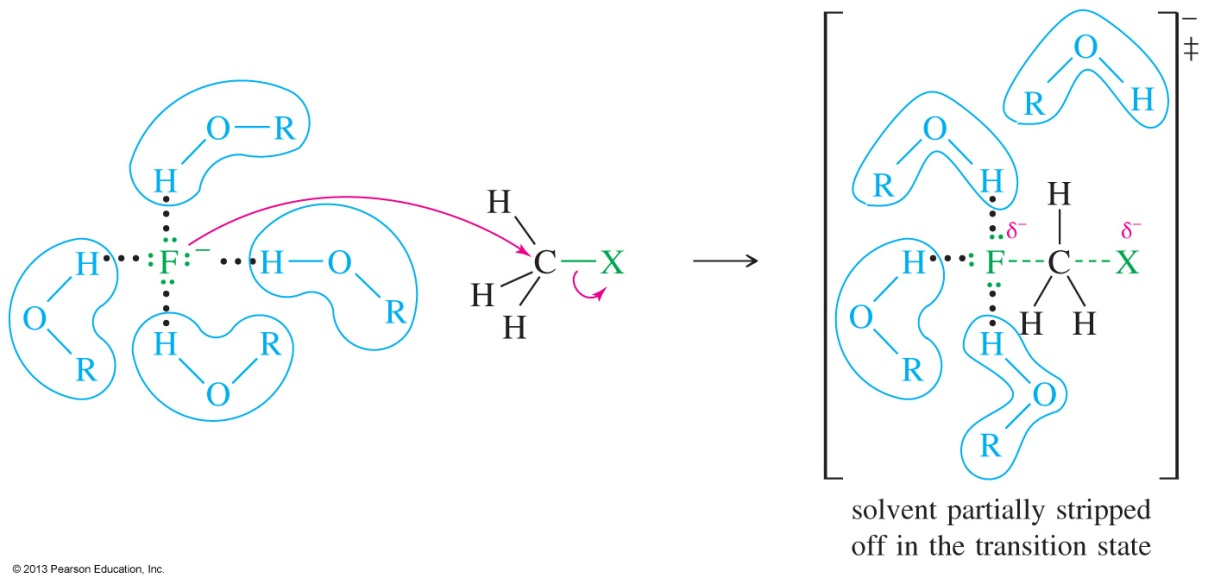 O—R
H
H F − H—O
O R
R
H R
O
H
C—X
H
H
O
R H
O
R H
H
δ− δ−
H F C X
O
H H H
R
O
R
− ‡
solvent partially stripped
off in the transition state
© 2013 Pearson Education, Inc.